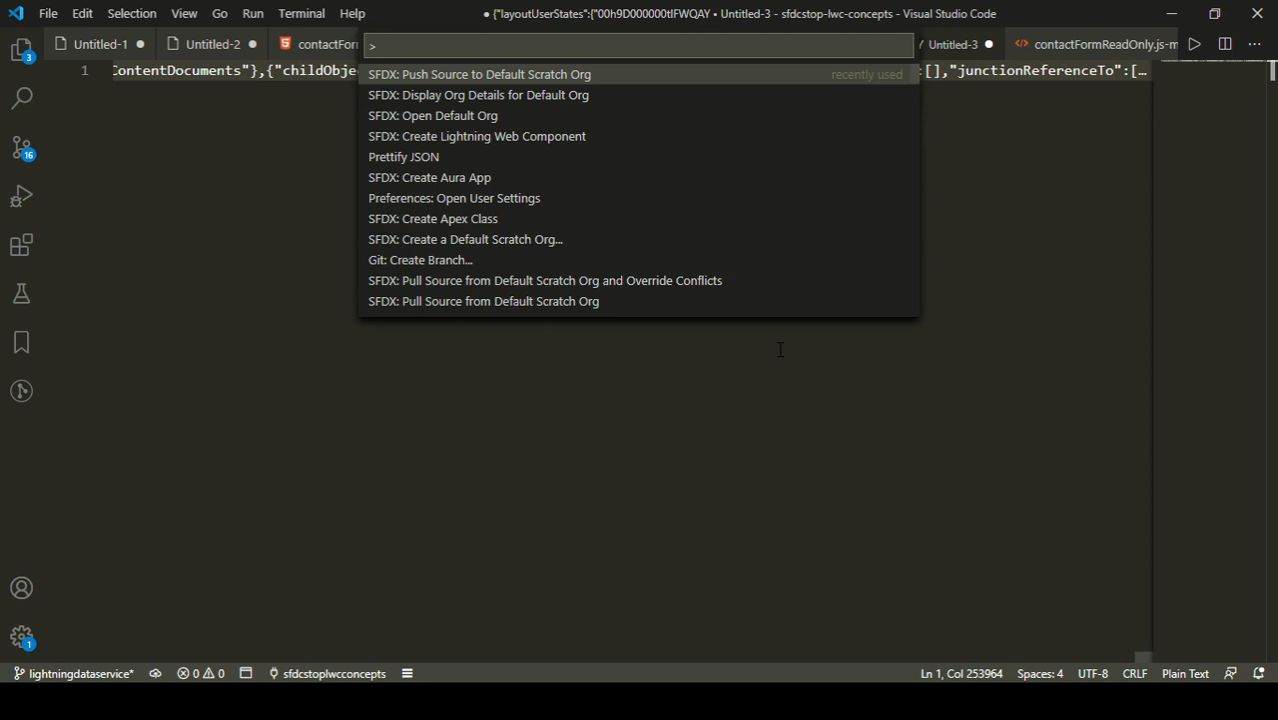 File Edit Selection View Go Run Terminal Help
● {"layoutUserStates":{"00h9D000000tIFWQAY • Untitled-3 - sfdcstop-lwc-concepts - Visual Studio Code
Untitled-1 ● Untitled-2 ● contactFor Untitled-3 ● contactFormReadOnly.js-m
>
1 ContentDocuments"},{"childObje :[],"junctionReferenceTo":[…
SFDX: Push Source to Default Scratch Org recently used
SFDX: Display Org Details for Default Org
SFDX: Open Default Org
SFDX: Create Lightning Web Component
Prettify JSON
SFDX: Create Aura App
Preferences: Open User Settings
SFDX: Create Apex Class
SFDX: Create a Default Scratch Org...
Git: Create Branch...
SFDX: Pull Source from Default Scratch Org and Override Conflicts
SFDX: Pull Source from Default Scratch Org
3
16
1
lightningdataservice* 0 0 sfdcstoplwcconcepts Ln 1, Col 253964 Spaces: 4 UTF-8 CRLF Plain Text